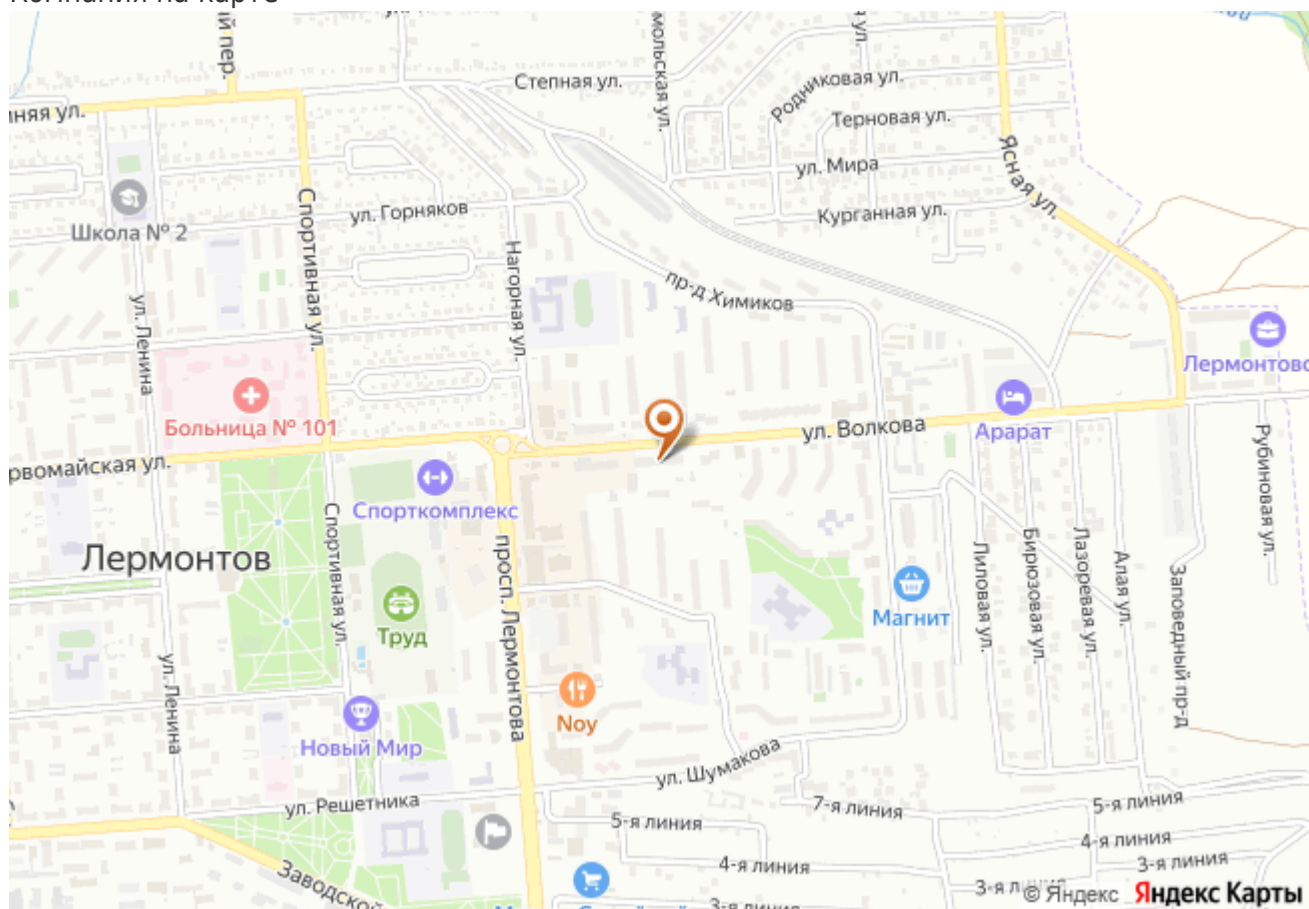 Компания на карте
Степная ул.
Родниковая ул.
Терновая ул.
ул. Мира
Ясная ул.
Курганная ул.
Спортивная ул.
ул. Горняков
Школа № 2
Нагорная ул.
пр-д Химиков
ул. Ленина
Больница № 101
ул. Волкова
Арарат
Рубиновая ул.
Спорткомплекс
Спортивная ул.
Лермонтов
просп. Лермонтова
Труд
Магнит
Лиловая ул.
Бирюзовая ул.
Лазоревая ул.
Алая ул.
Заповедный пр-д
ул. Ленина
Новый Мир
Noy
ул. Шумакова
ул. Решетника
7-я линия
5-я линия
5-я линия
4-я линия
4-я линия
3-я линия
© Яндекс Яндекс Карты